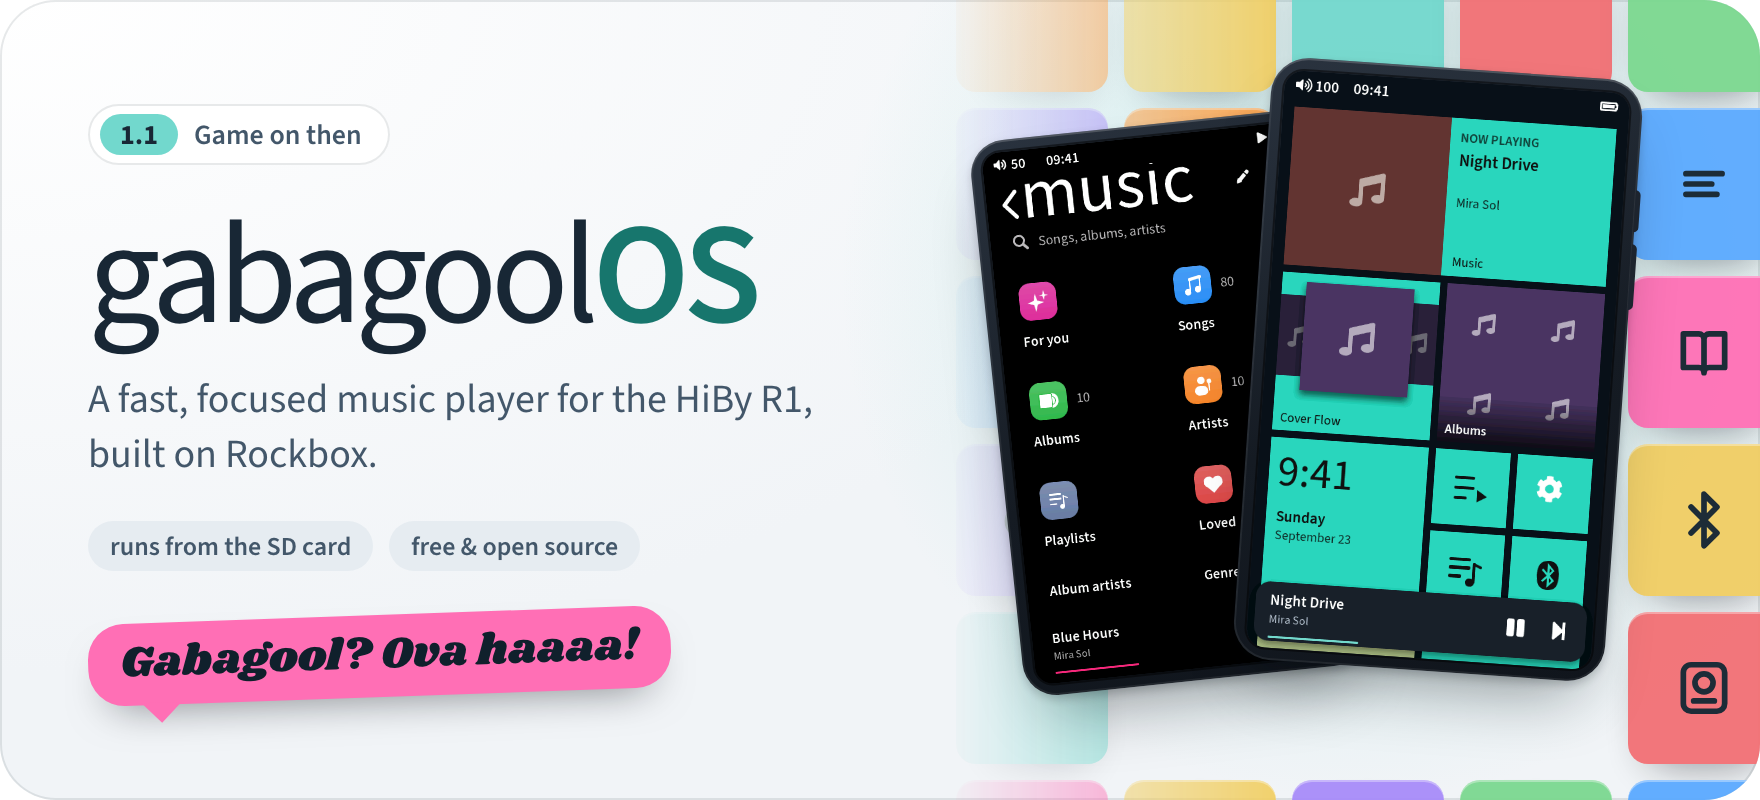 1.1 Game on then
gabagoolOS
A fast, focused music player for the HiBy R1,
built on Rockbox.
runs from the SD card
free & open source
Gabagool? Ova haaaa!
50 09:41
music
Songs, albums, artists
For you
Songs 80
Albums 10
Artists 10
Playlists
Loved
Album artists
Blue Hours
Mira Sol
100 09:41
NOW PLAYING
Night Drive
Mira Sol
Music
Cover Flow
Albums
9:41
Sunday
September 23
Night Drive
Mira Sol